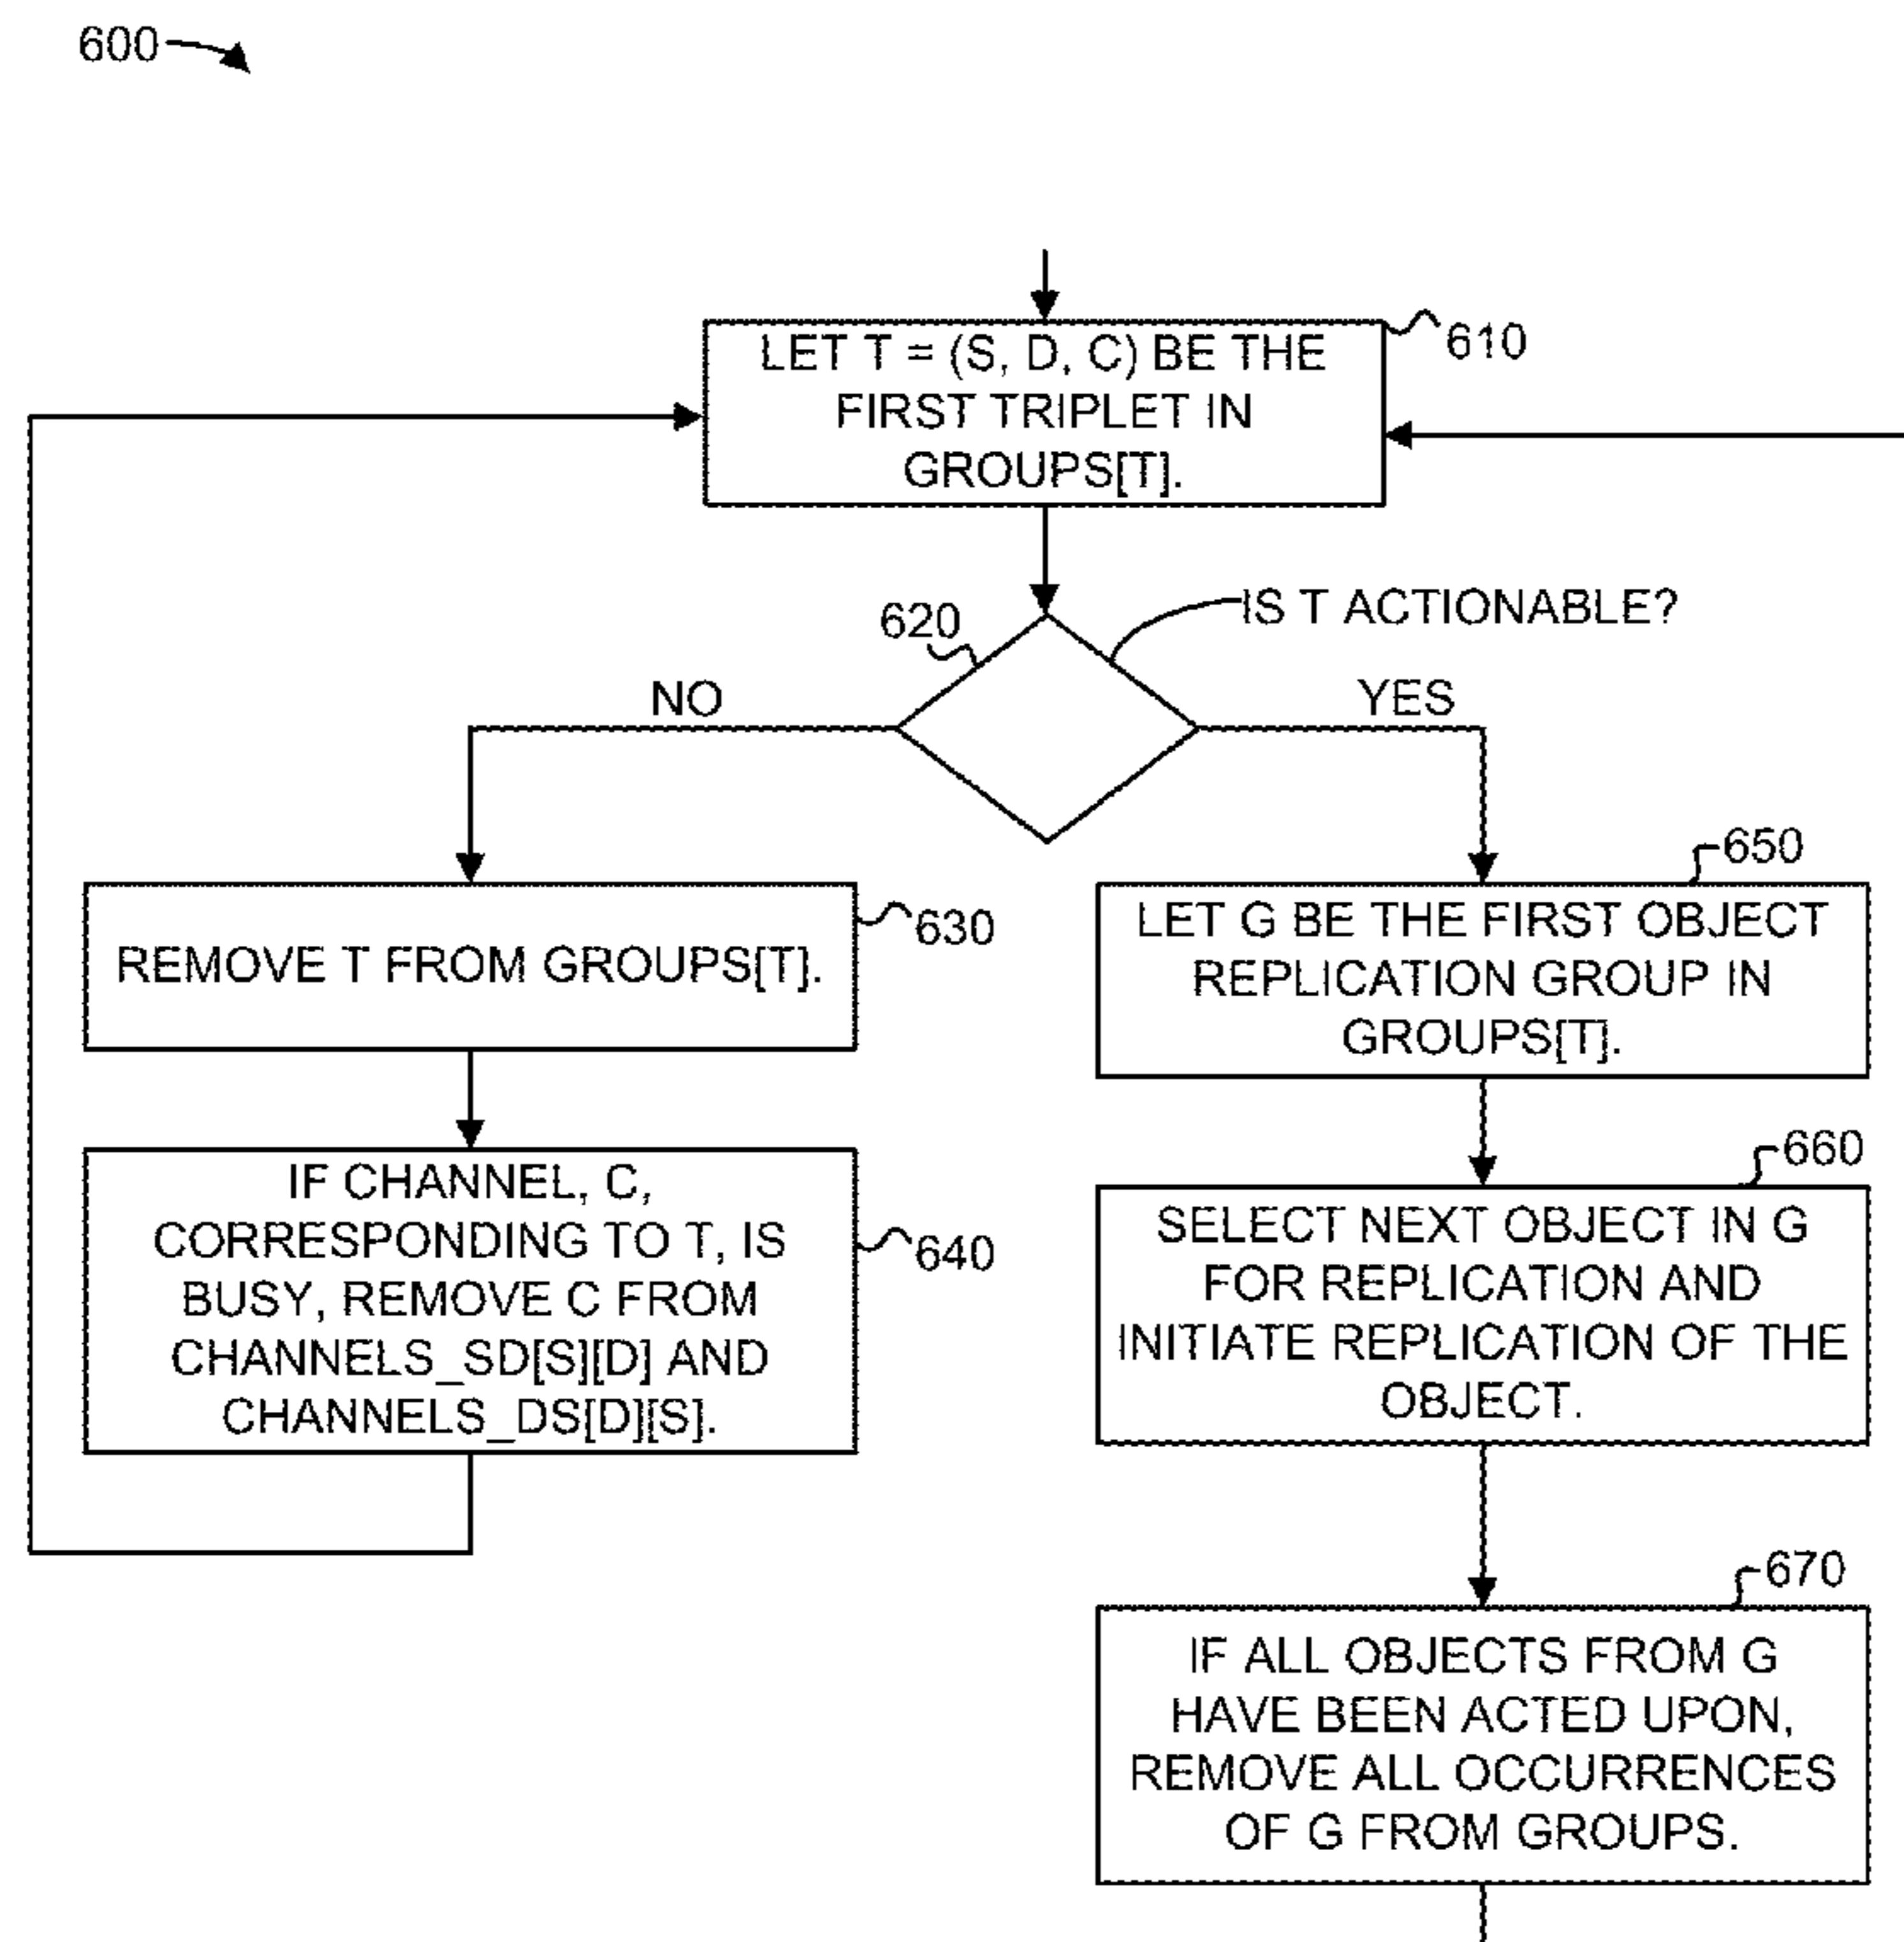 600
LET T = (S, D, C) BE THE
FIRST TRIPLET IN
GROUPS[T].
610
620
IS T ACTIONABLE?
NO
YES
630
REMOVE T FROM GROUPS[T].
IF CHANNEL, C,
CORRESPONDING TO T, IS
BUSY, REMOVE C FROM
CHANNELS_SD[S][D] AND
CHANNELS_DS[D][S].
640
650
LET G BE THE FIRST OBJECT
REPLICATION GROUP IN
GROUPS[T].
660
SELECT NEXT OBJECT IN G
FOR REPLICATION AND
INITIATE REPLICATION OF THE
OBJECT.
670
IF ALL OBJECTS FROM G
HAVE BEEN ACTED UPON,
REMOVE ALL OCCURRENCES
OF G FROM GROUPS.